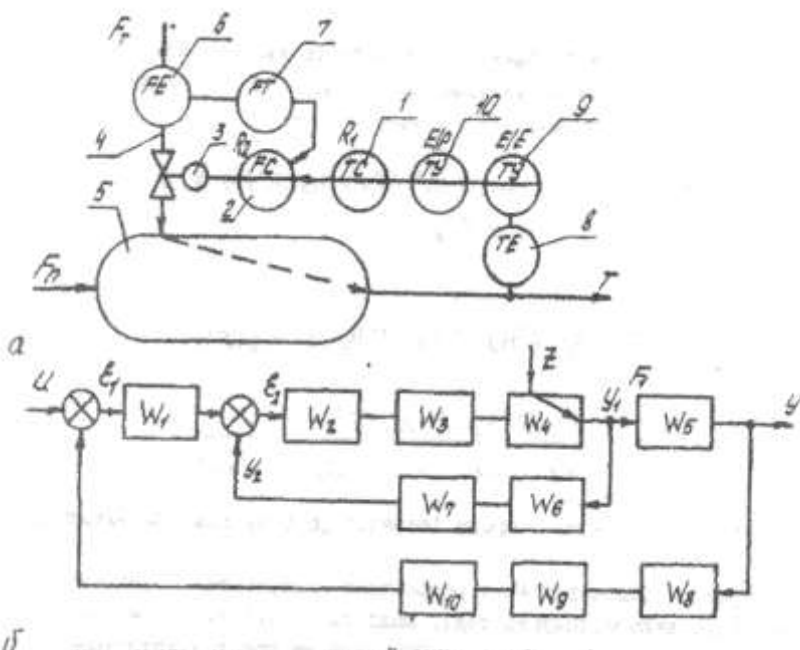 Fт 6 7
FE FT
4 3 R2 R1 1 E/P 10 E/E 9
FC TC TY TY
2
5 TE 8
Fп T
а
U ε1 W1 ε2 W2 W3 Z W4 y1 Fт W5 y
y2 W7 W6
W10 W9 W8
б